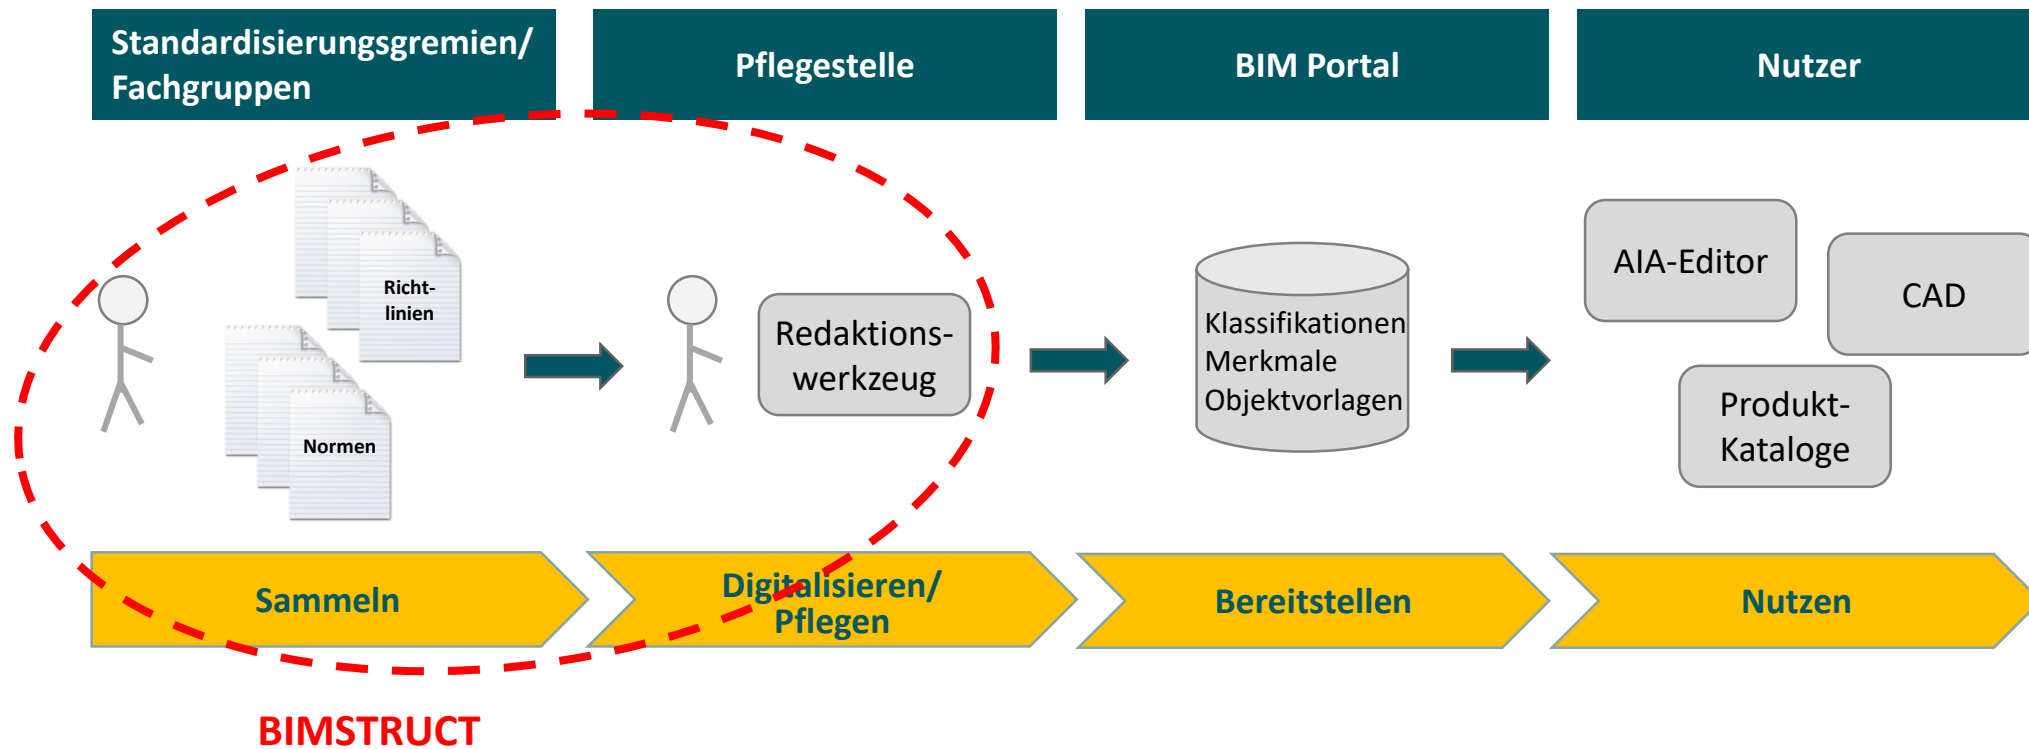 Standardisierungsgremien/
Fachgruppen
Pflegestelle
BIM Portal
Nutzer
Richt-
linien
Normen
Redaktions-
werkzeug
Klassifikationen
Merkmale
Objektvorlagen
AIA-Editor
CAD
Produkt-
Kataloge
Sammeln
Digitalisieren/
Pflegen
Bereitstellen
Nutzen
BIMSTRUCT